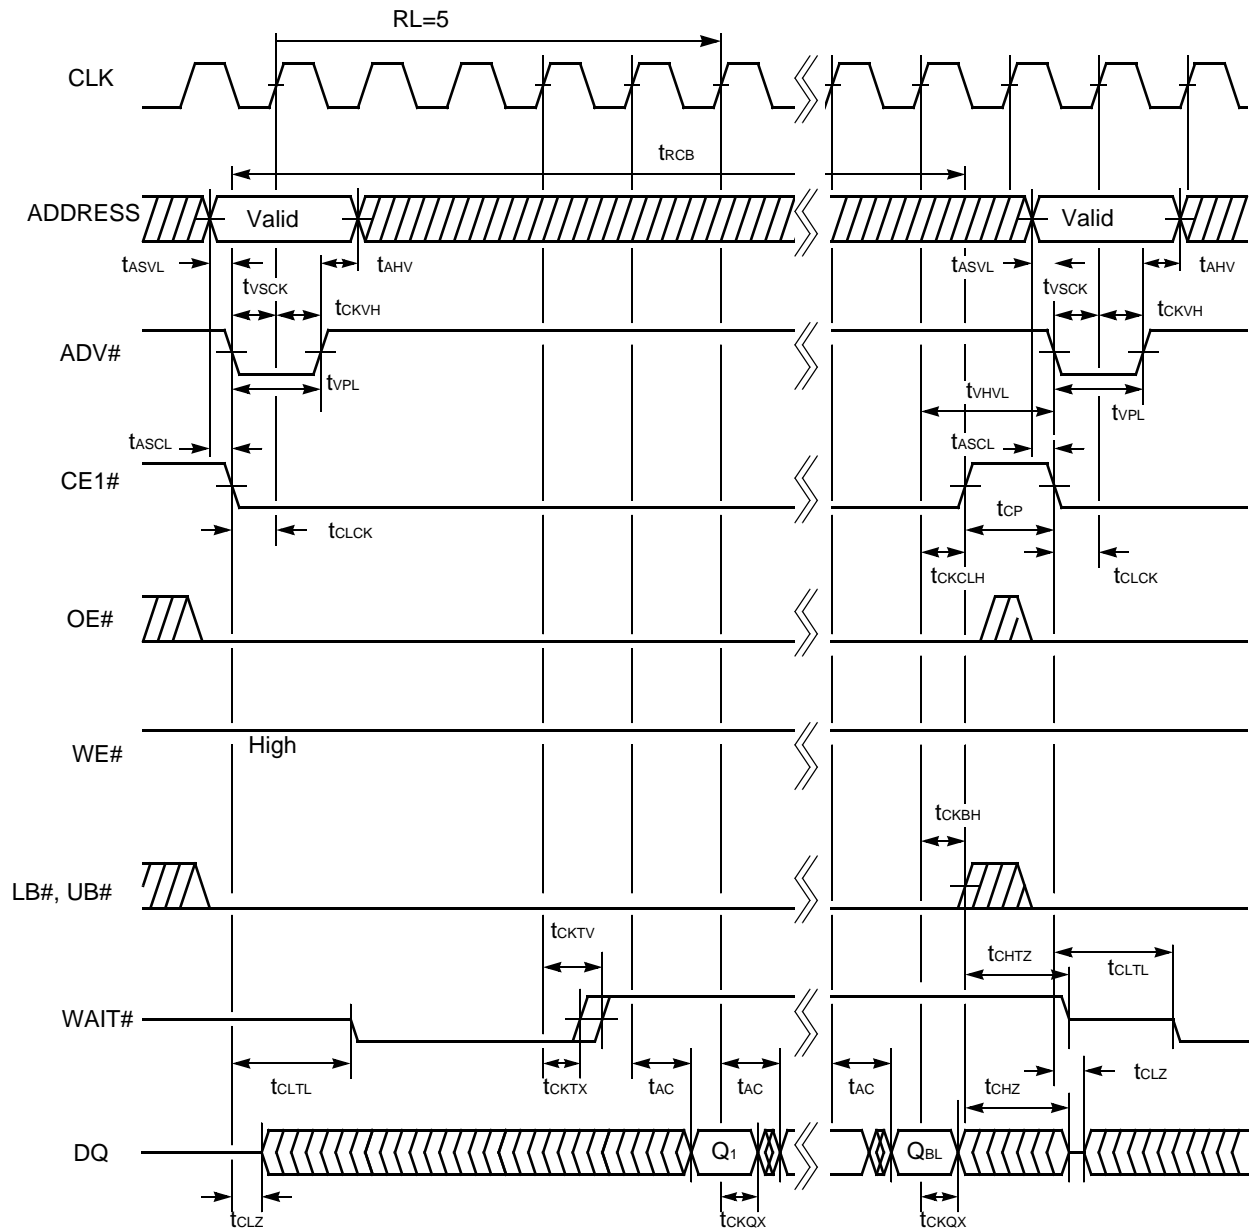 RL=5
CLK
tRCB
ADDRESS
Valid
Valid
tASVL
tAHV
tASVL
tAHV
tVSCK
tVSCK
tCKVH
tCKVH
ADV#
tVPL
tVHVL
tVPL
tASCL
tASCL
CE1#
tCP
tCLCK
tCKCLH
tCLCK
OE#
WE#
High
tCKBH
LB#, UB#
tCKTV
tCHTZ
tCLTL
WAIT#
tCLTL
tCKTX
tAC
tAC
tAC
tCHZ
tCLZ
DQ
Q1
QBL
tCLZ
tCKQX
tCKQX